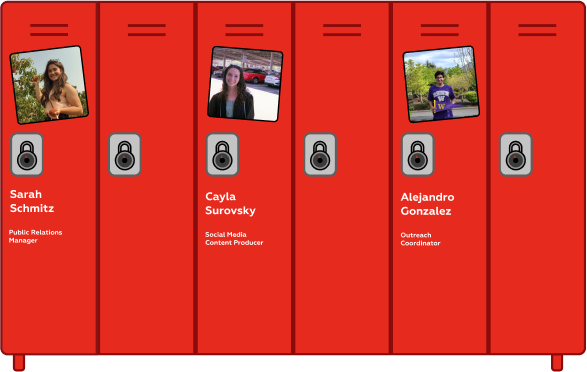 Sarah
Schmitz
Public Relations
Manager
Cayla
Surovsky
Social Media
Content Producer
Alejandro
Gonzalez
Outreach
Coordinator
W